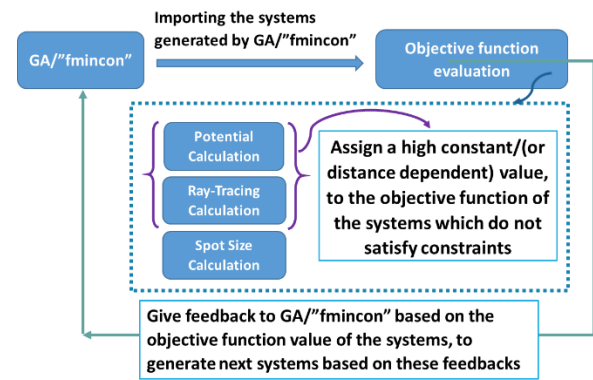 Importing the systems
generated by GA/”fmincon”
GA/”fmincon”
Objective function
evaluation
Potential
Calculation
Ray-Tracing
Calculation
Spot Size
Calculation
Assign a high constant/(or
distance dependent) value,
to the objective function of
the systems which do not
satisfy constraints
Give feedback to GA/”fmincon” based on the
objective function value of the systems, to
generate next systems based on these feedbacks